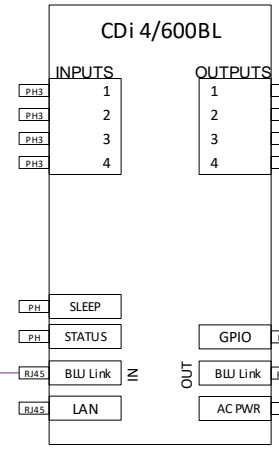 CDi 4/600BL
INPUTS OUTPUTS
PH3 1 1
PH3 2 2
PH3 3 3
PH3 4 4
PH SLEEP
PH STATUS GPIO
RJ45 BLU Link IN OUT BLU Link
RJ45 LAN AC PWR